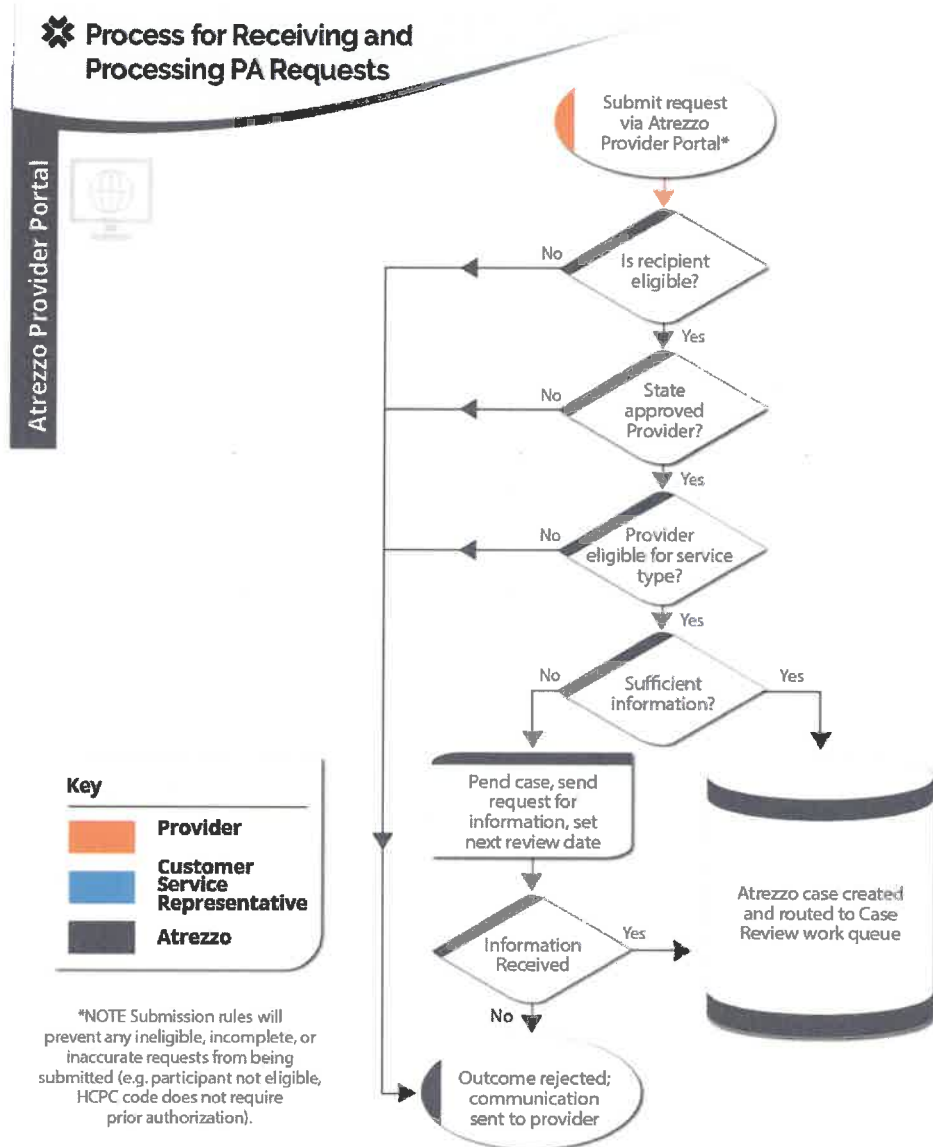 Process for Receiving and
Processing PA Requests
Atrezzo Provider Portal
Submit request
via Atrezzo
Provider Portal*
No
Is recipient
eligible?
Yes
No
State
approved
Provider?
Yes
No
Provider
eligible for service
type?
Yes
No
Sufficient
information?
Yes
Pend case, send
request for
information, set
next review date
Atrezzo case created
and routed to Case
Review work queue
Information
Received
Yes
No
Outcome rejected;
communication
sent to provider
Key
Provider
Customer
Service
Representative
Atrezzo
*NOTE Submission rules will
prevent any ineligible, incomplete, or
inaccurate requests from being
submitted (e.g. participant not eligible,
HCPC code does not require
prior authorization).